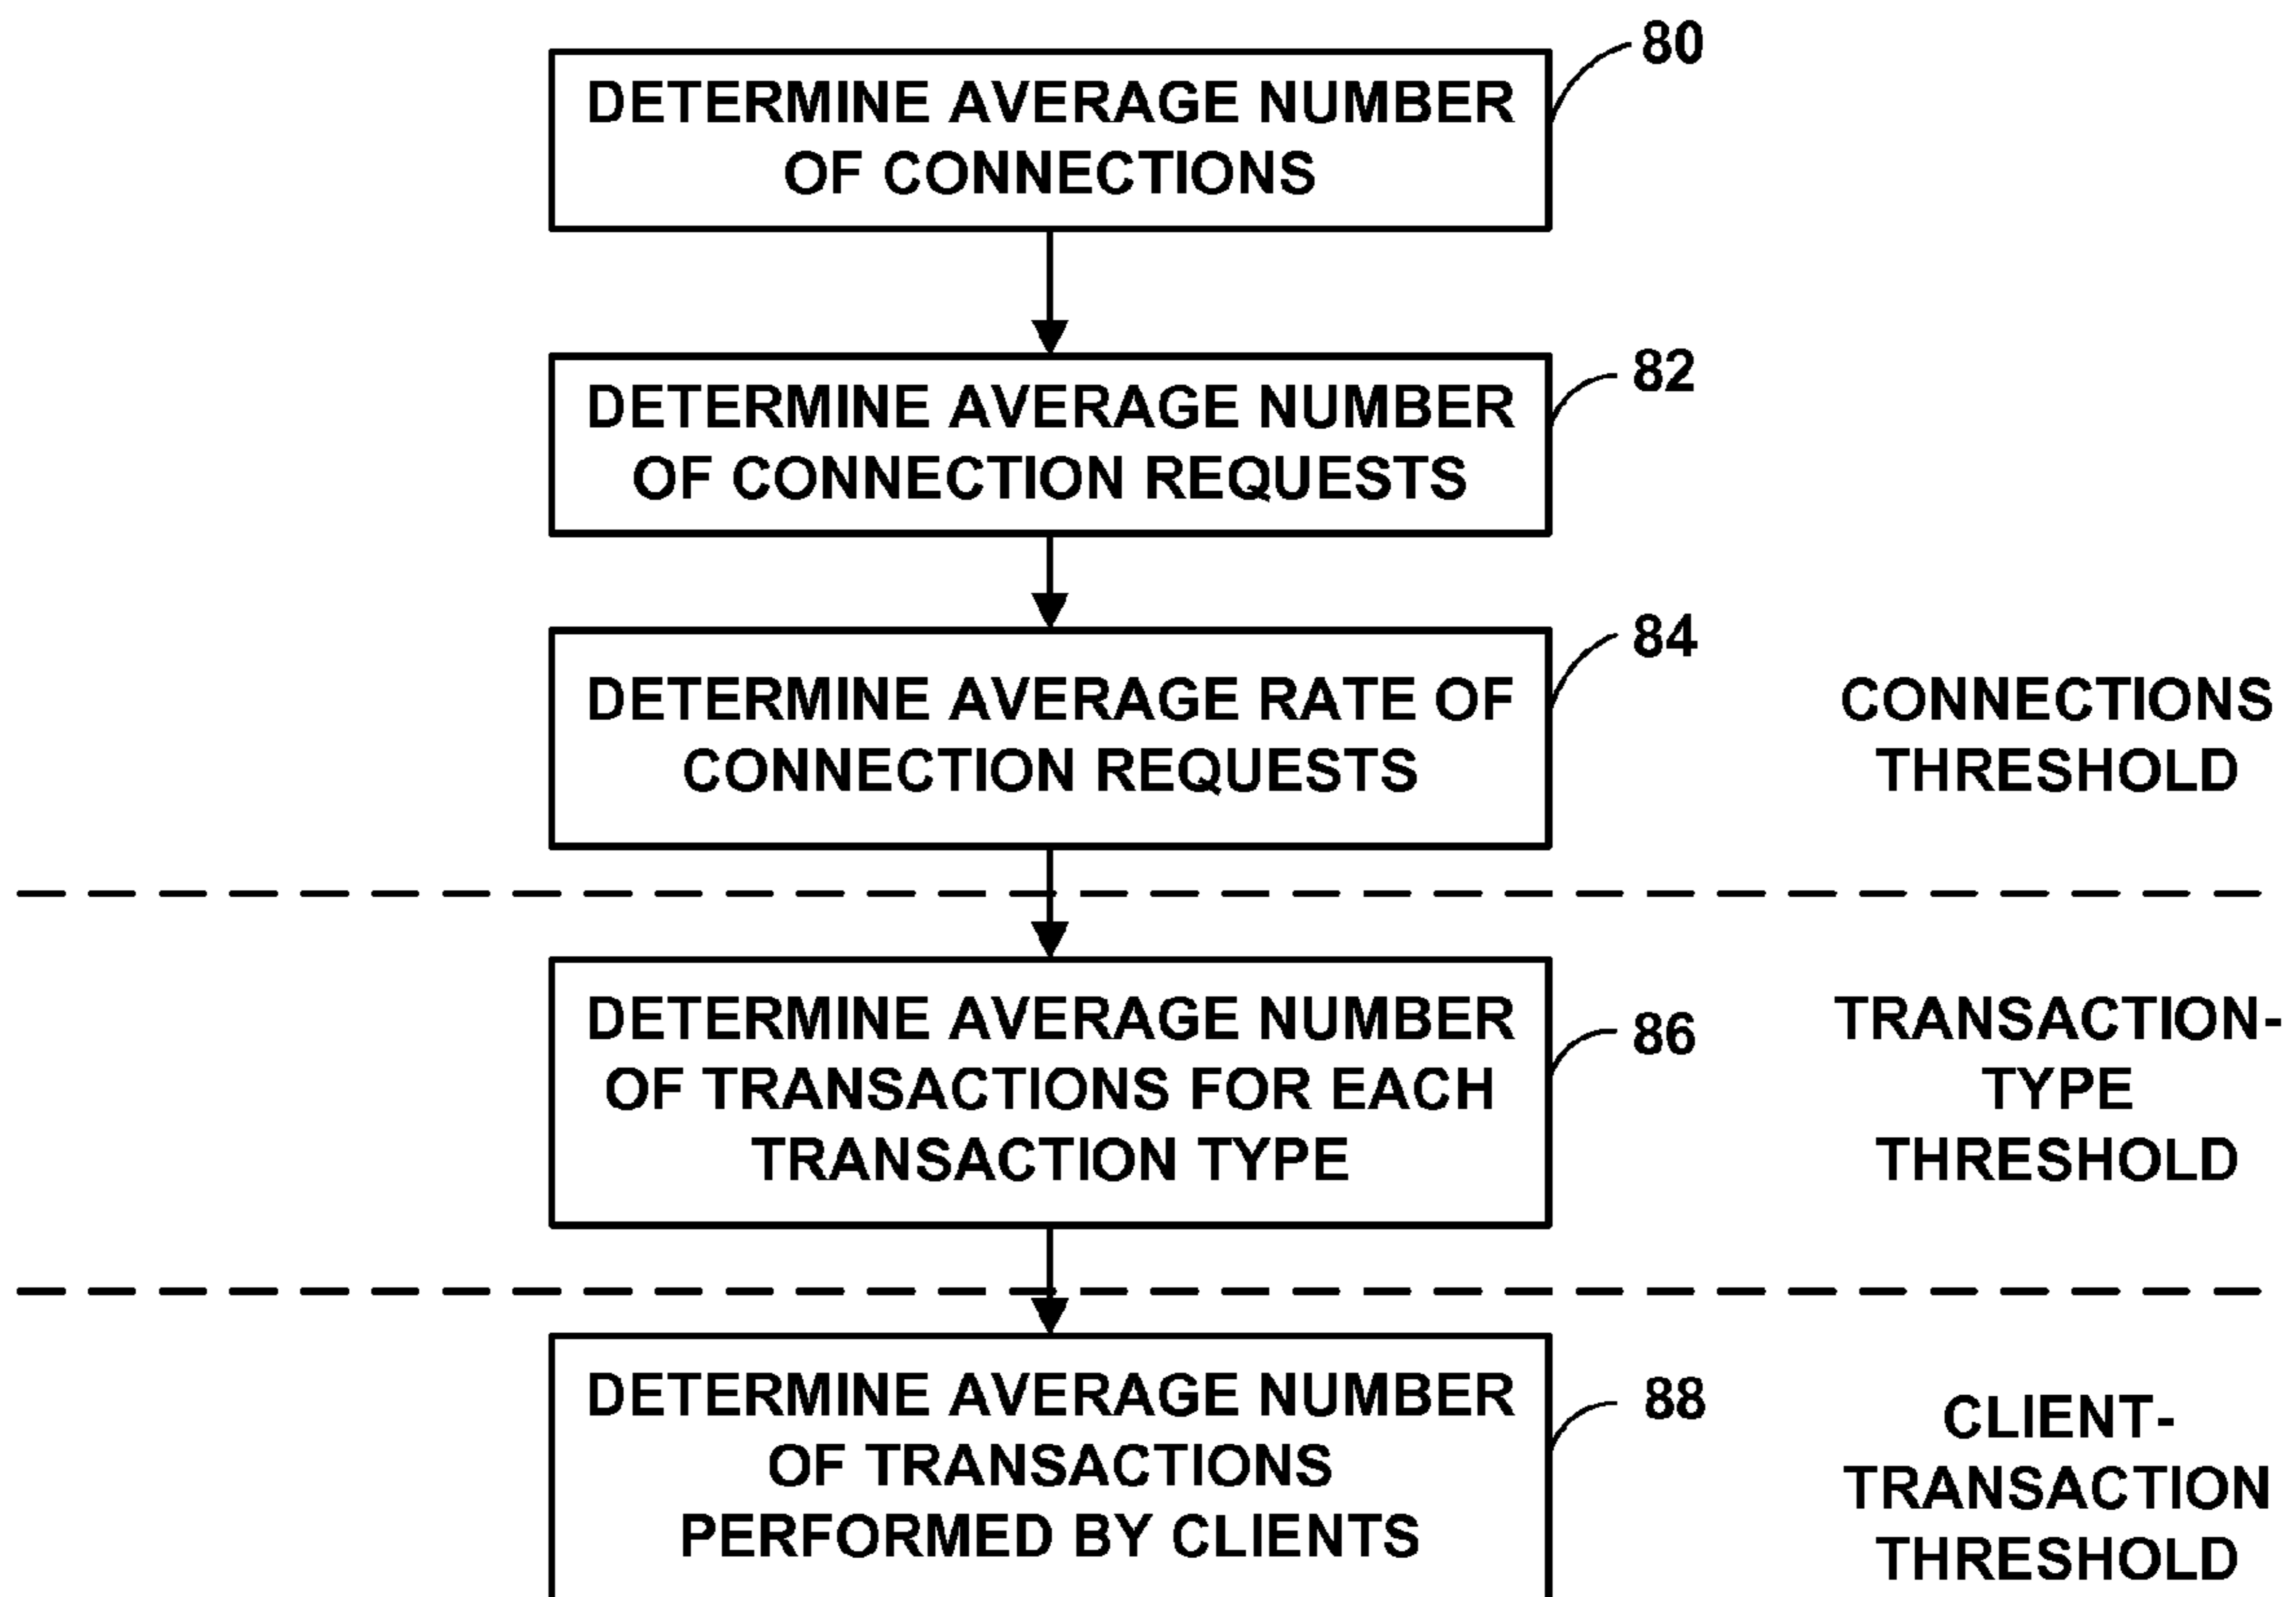 80
DETERMINE AVERAGE NUMBER
OF CONNECTIONS
82
DETERMINE AVERAGE NUMBER
OF CONNECTION REQUESTS
84
DETERMINE AVERAGE RATE OF
CONNECTION REQUESTS
CONNECTIONS
THRESHOLD
86
DETERMINE AVERAGE NUMBER
OF TRANSACTIONS FOR EACH
TRANSACTION TYPE
TRANSACTION-
TYPE
THRESHOLD
88
DETERMINE AVERAGE NUMBER
OF TRANSACTIONS
PERFORMED BY CLIENTS
CLIENT-
TRANSACTION
THRESHOLD